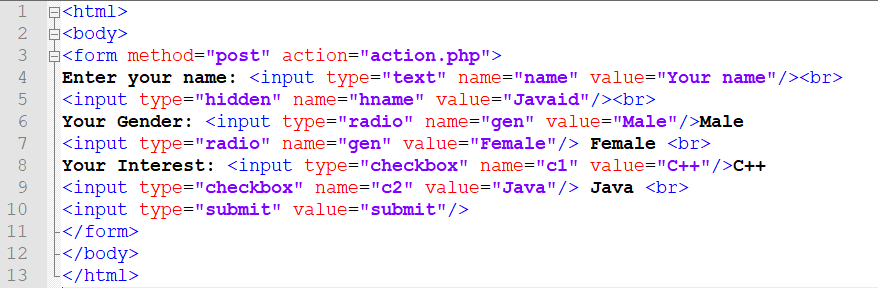 1 <html>
2 <body>
3 <form method="post" action="action.php">
4 Enter your name: <input type="text" name="name" value="Your name"/><br>
5 <input type="hidden" name="hname" value="Javaid"/><br>
6 Your Gender: <input type="radio" name="gen" value="Male"/>Male
7 <input type="radio" name="gen" value="Female"/> Female <br>
8 Your Interest: <input type="checkbox" name="c1" value="C++"/>C++
9 <input type="checkbox" name="c2" value="Java"/> Java <br>
10 <input type="submit" value="submit"/>
11 </form>
12 </body>
13 </html>